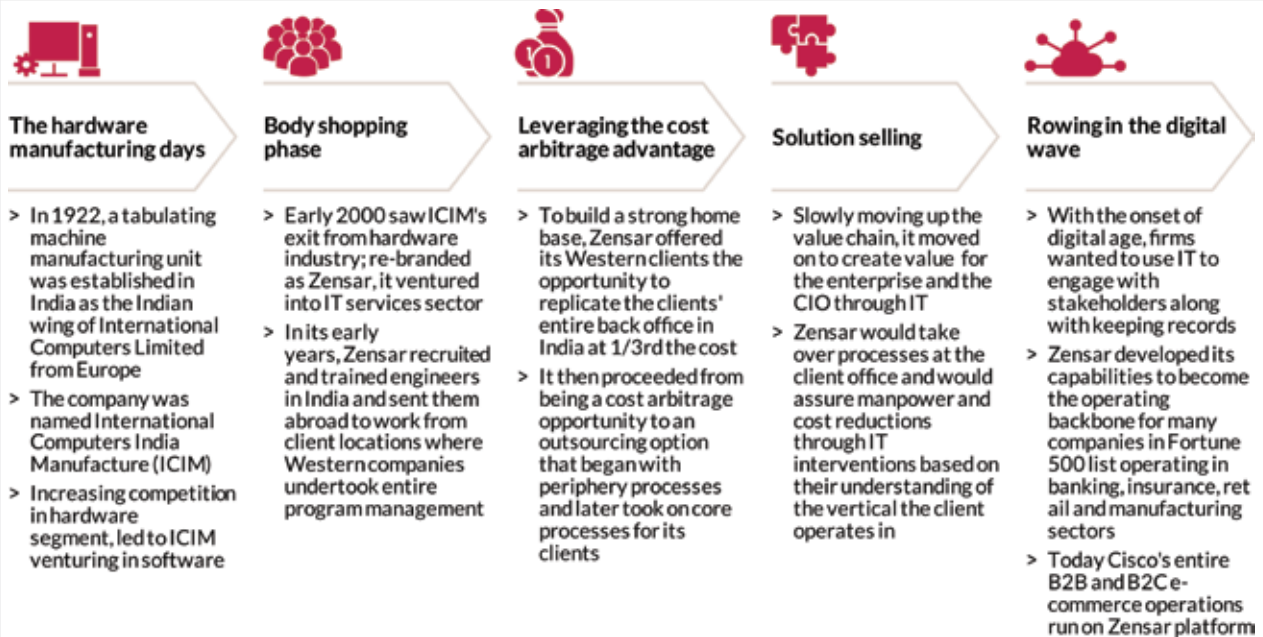 The hardware
manufacturing days
> In 1922, a tabulating
machine
manufacturing unit
was established in
India as the Indian
wing of International
Computers Limited
from Europe
> The company was
named International
Computers India
Manufacture (ICIM)
> Increasing competition
in hardware
segment, led to ICIM
venturing in software
Body shopping
phase
> Early 2000 saw ICIM's
exit from hardware
industry; re-branded
as Zensar, it ventured
into IT services sector
> In its early
years, Zensar recruited
and trained engineers
in India and sent them
abroad to work from
client locations where
Western companies
undertook entire
program management
Leveraging the cost
arbitrage advantage
> To build a strong home
base, Zensar offered
its Western clients the
opportunity to
replicate the clients'
entire back office in
India at 1/3rd the cost
> It then proceeded from
being a cost arbitrage
opportunity to an
outsourcing option
that began with
periphery processes
and later took on core
processes for its
clients
Solution selling
> Slowly moving up the
value chain, it moved
on to create value for
the enterprise and the
CIO through IT
> Zensar would take
over processes at the
client office and would
assure manpower and
cost reductions
through IT
interventions based on
their understanding of
the vertical the client
operates in
Rowing in the digital
wave
> With the onset of
digital age, firms
wanted to use IT to
engage with
stakeholders along
with keeping records
> Zensar developed its
capabilities to become
the operating
backbone for many
companies in Fortune
500 list operating in
banking, insurance, ret
ail and manufacturing
sectors
> Today Cisco's entire
B2B and B2C e-
commerce operations
run on Zensar platform